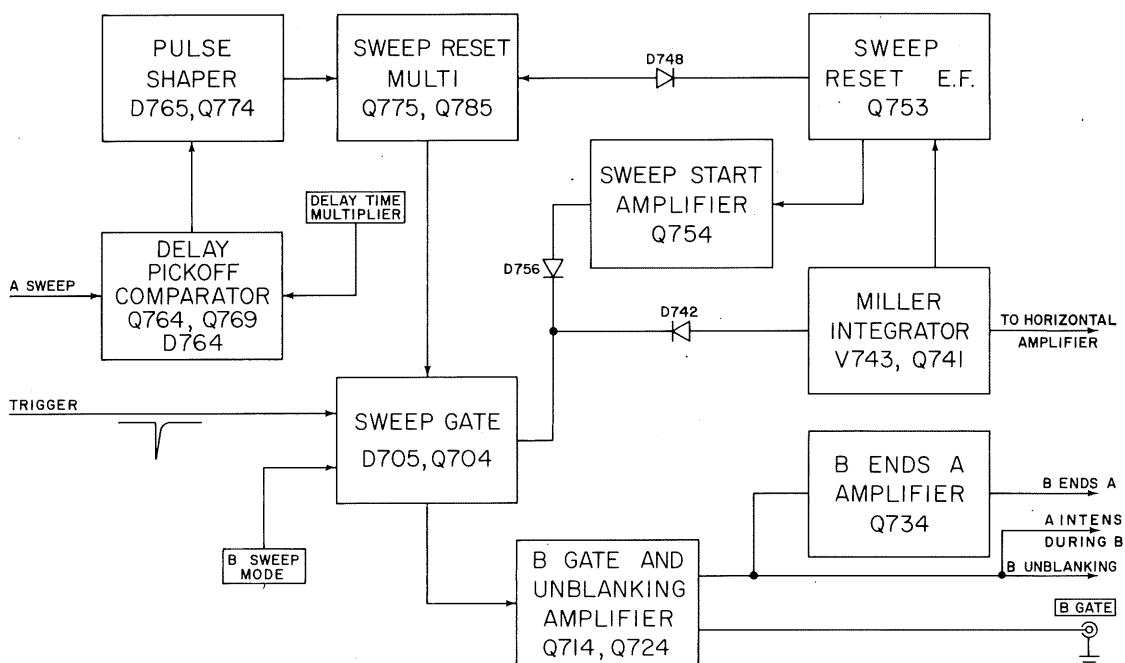 PULSE
SHAPER
D765, Q774
SWEEP RESET
MULTI
Q775, Q785
D748
SWEEP
RESET E.F.
Q753
SWEEP START
AMPLIFIER
Q754
DELAY TIME
MULTIPLIER
A SWEEP
DELAY
PICKOFF
COMPARATOR
Q764, Q769
D764
D756
D742
MILLER
INTEGRATOR
V743, Q741
TO HORIZONTAL
AMPLIFIER
TRIGGER
SWEEP GATE
D705, Q704
B SWEEP
MODE
B ENDS A
AMPLIFIER
Q734
B ENDS A
A INTENS
DURING B
B UNBLANKING
B GATE AND
UNBLANKING
AMPLIFIER
Q714, Q724
B GATE